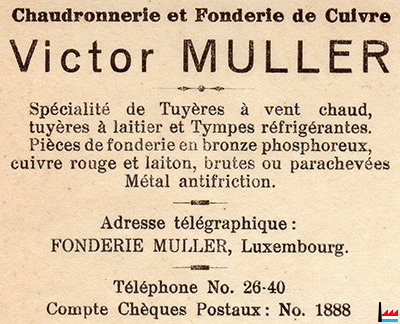 Chaudronnerie et Fonderie de Cuivre
Victor MULLER
Spécialité de Tuyères à vent chaud,
tuyères à laitier et Tympes réfrigérantes.
Pièces de fonderie en bronze phosphoreux,
cuivre rouge et laiton, brutes ou parachevées
Métal antifriction.
Adresse télégraphique :
FONDERIE MULLER, Luxembourg.
Téléphone No. 26-40
Compte Chèques Postaux : No. 1888